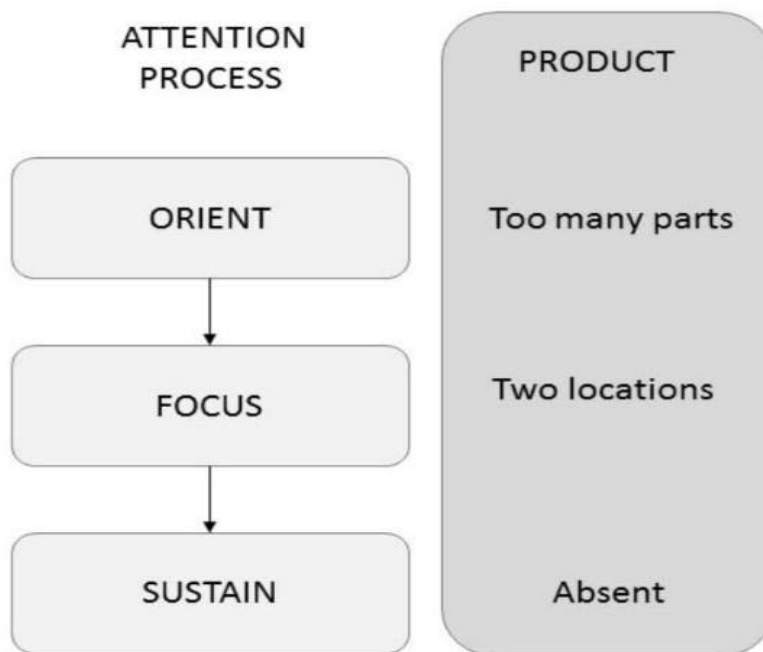 ATTENTION
PROCESS
PRODUCT
ORIENT
Too many parts
FOCUS
Two locations
SUSTAIN
Absent